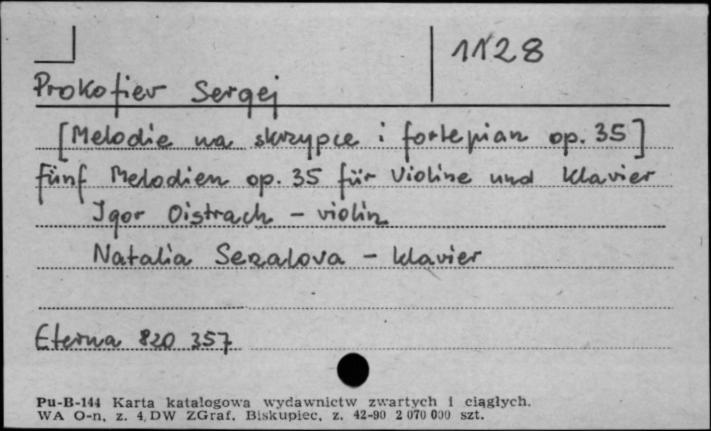 1128
Prokofiev Sergej
[Melodie na skrzypce i fortepian op. 35]
fünf Melodien op. 35 für Violine und Klavier
Igor Oistrach – violin
Natalia Seralova – klavier
Eterna 820 357
Pu-B-144 Karta katalogowa wydawnictw zwartych i ciągłych.
WA O-n, z. 4, DW ZGraf. Biskupiec, z. 42-90 2 070 000 szt.